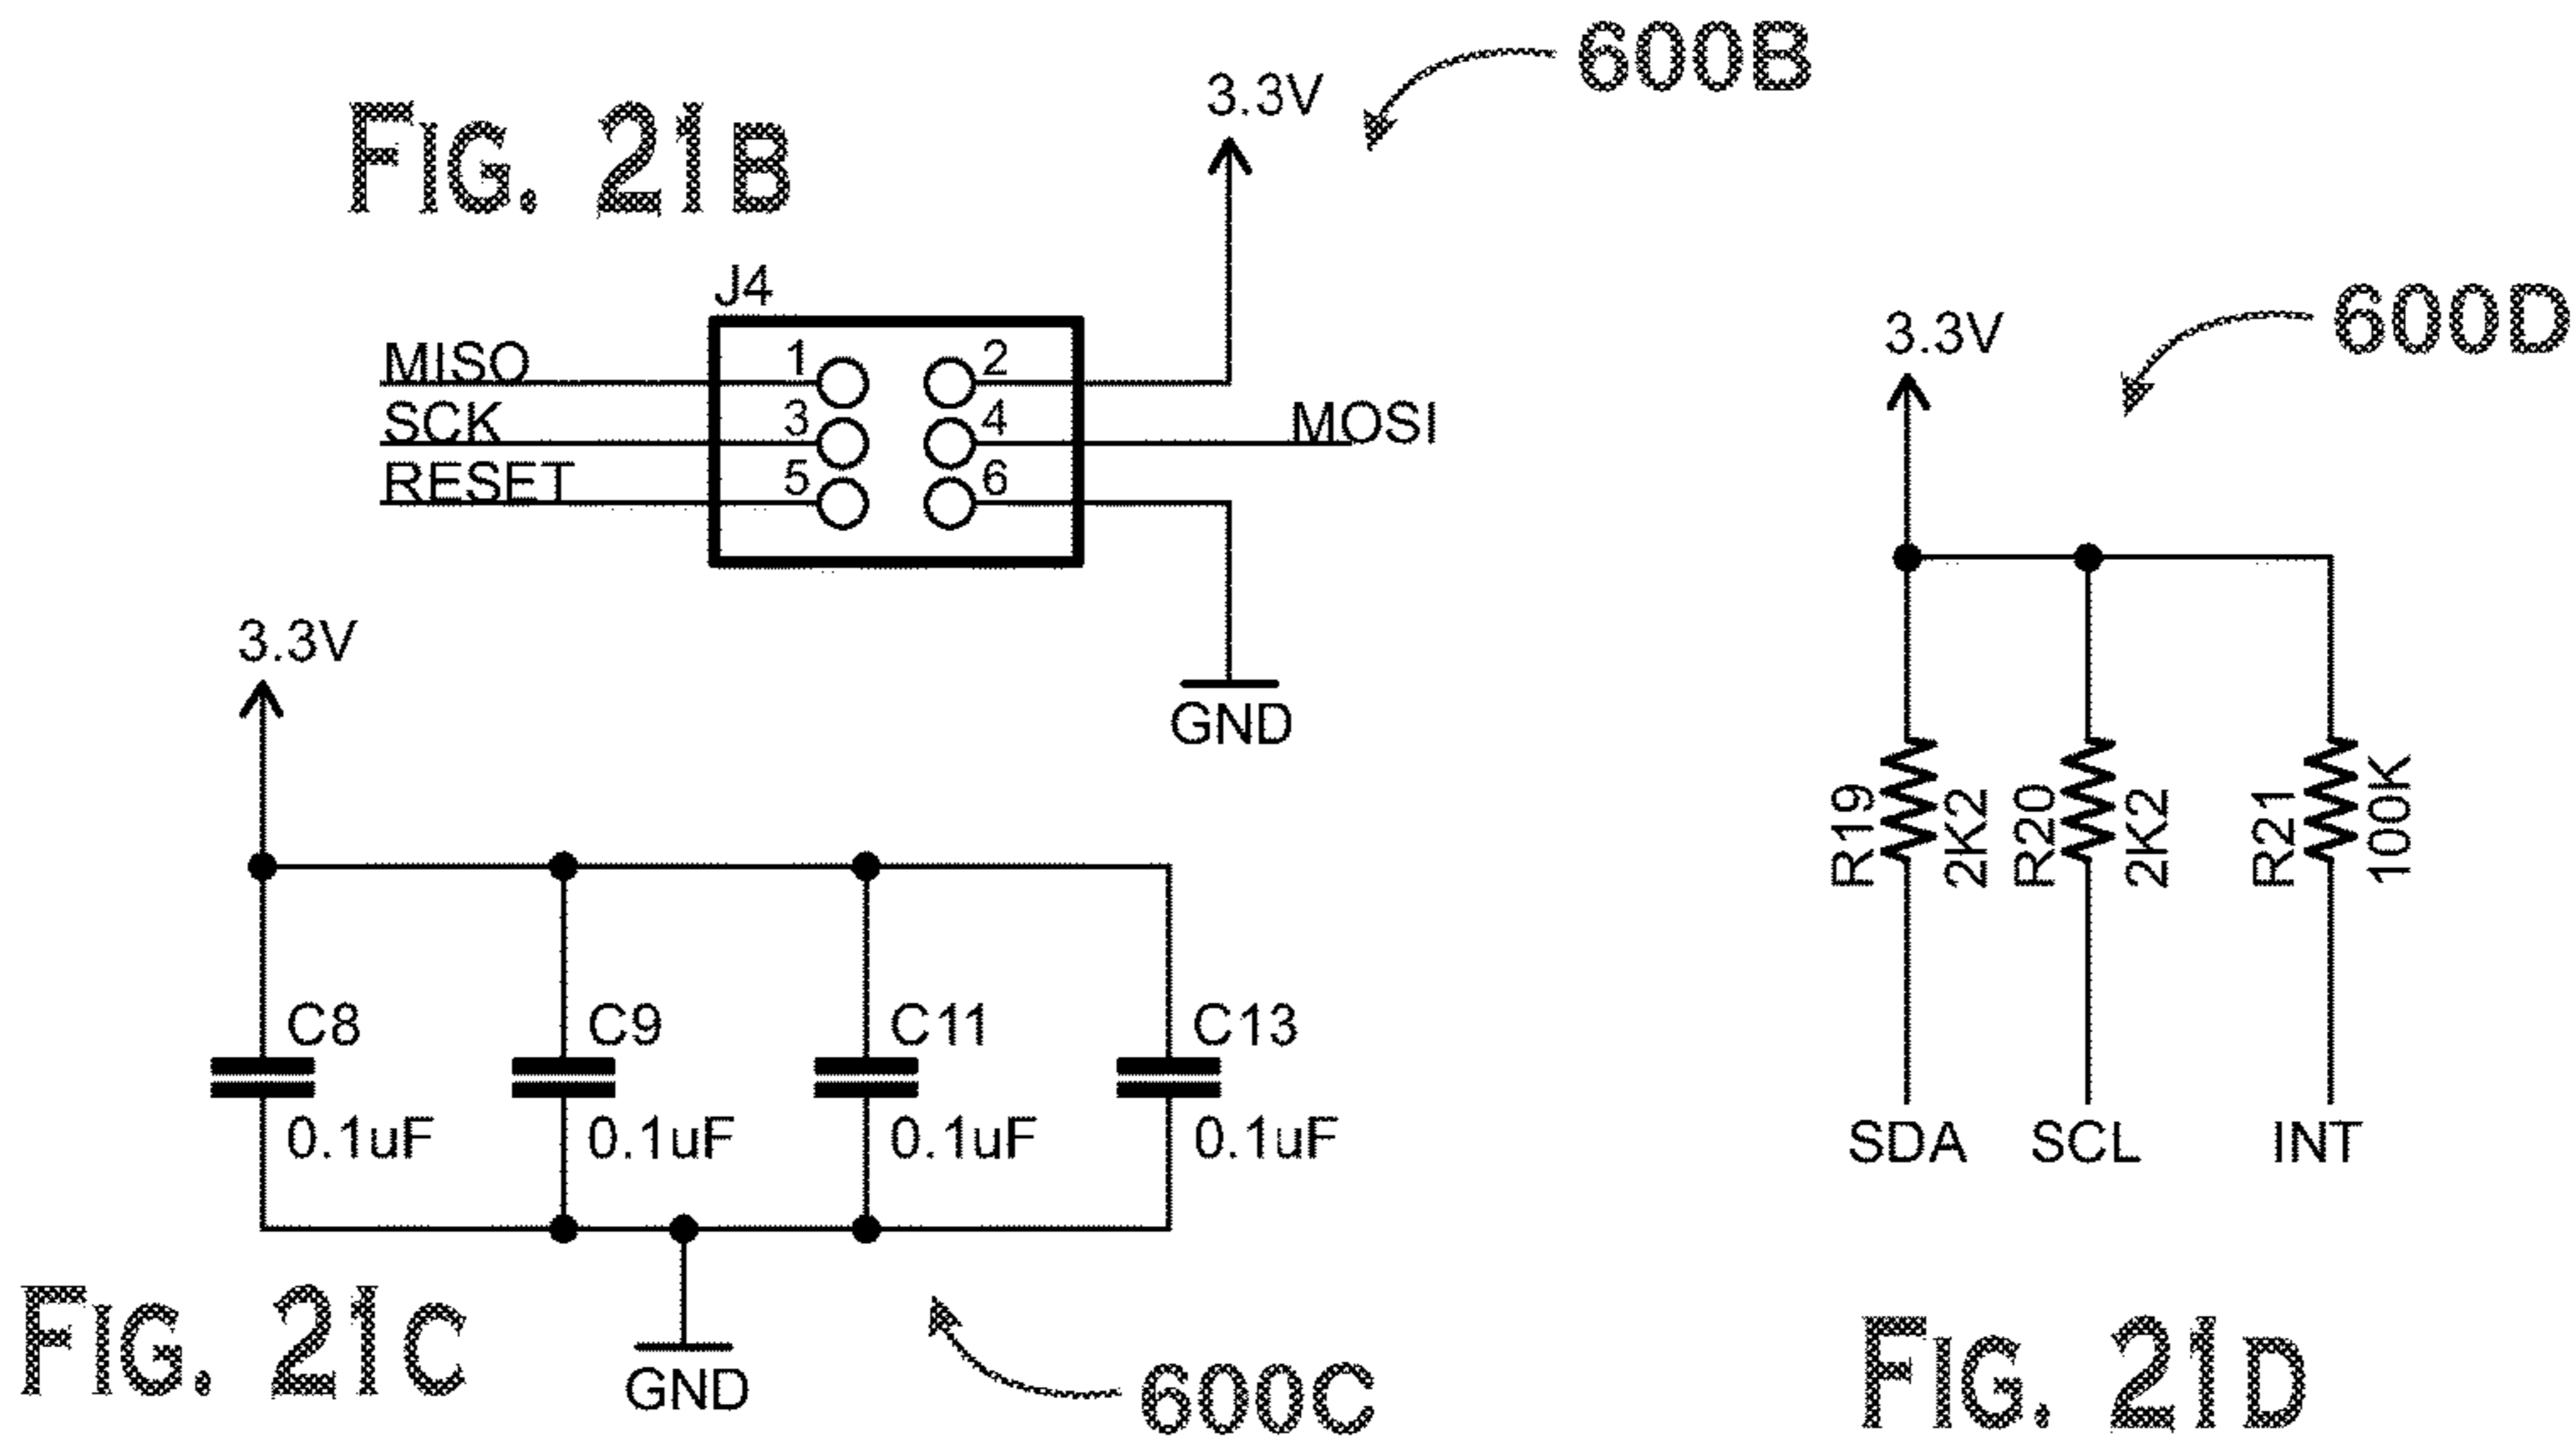 FIG. 21B
3.3V
600B
J4
MISO 1 2
SCK 3 4 MOSI
RESET 5 6
GND
3.3V
600D
R19 2K2 R20 2K2 R21 100K
SDA SCL INT
FIG. 21D
3.3V
C8 C9 C11 C13
0.1uF 0.1uF 0.1uF 0.1uF
GND
600C
FIG. 21C